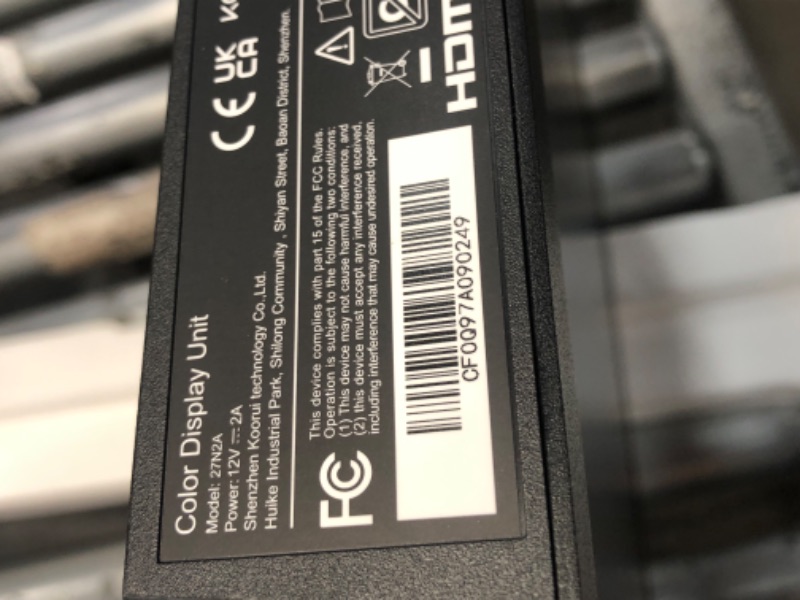 Color Display Unit
Model: 27N2A
Power: 12V ⎓ 2A
Shenzhen Koorui technology Co.,Ltd.
Huike Industrial Park, Shilong Community , Shiyan Street, Baoan District, Shenzhen.
CE UK
CA
FC
This device complies with part 15 of the FCC Rules.
Operation is subject to the following two conditions:
(1) This device may not cause harmful interference, and
(2) this device must accept any interference received,
including interference that may cause undesired operation.
HDMI
CF0Q97A090249